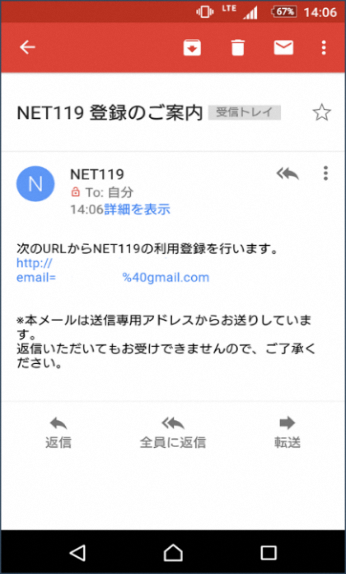 LTE 67% 14:06
NET119 登録のご案内 受信トレイ
N
NET119
To: 自分
14:06詳細を表示
次のURLからNET119の利用登録を行います。
http://
email= %40gmail.com
※本メールは送信専用アドレスからお送りしていま
す。
返信いただいてもお受けできませんので、ご了承く
ださい。
返信 全員に返信 転送